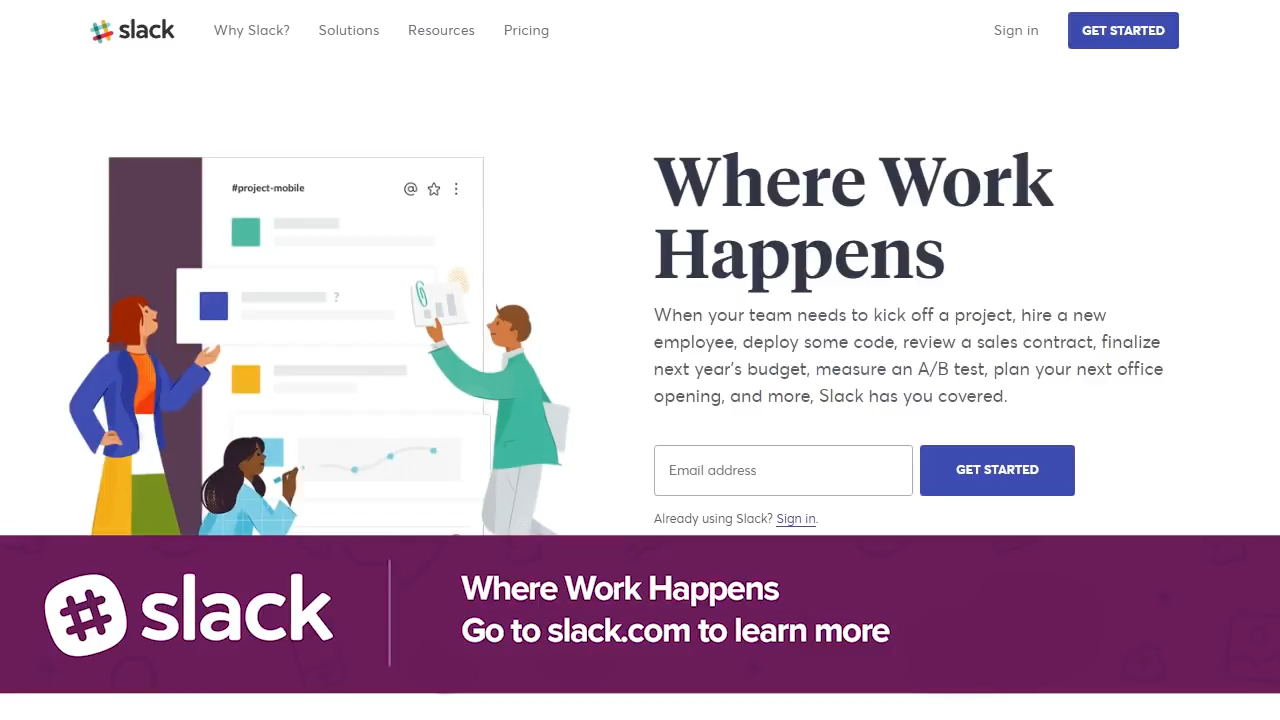 slack Why Slack? Solutions Resources Pricing Sign in GET STARTED
#project-mobile
?
Where Work
Happens
When your team needs to kick off a project, hire a new
employee, deploy some code, review a sales contract, finalize
next year's budget, measure an A/B test, plan your next office
opening, and more, Slack has you covered.
Email address GET STARTED
Already using Slack? Sign in.
slack
Where Work Happens
Go to slack.com to learn more